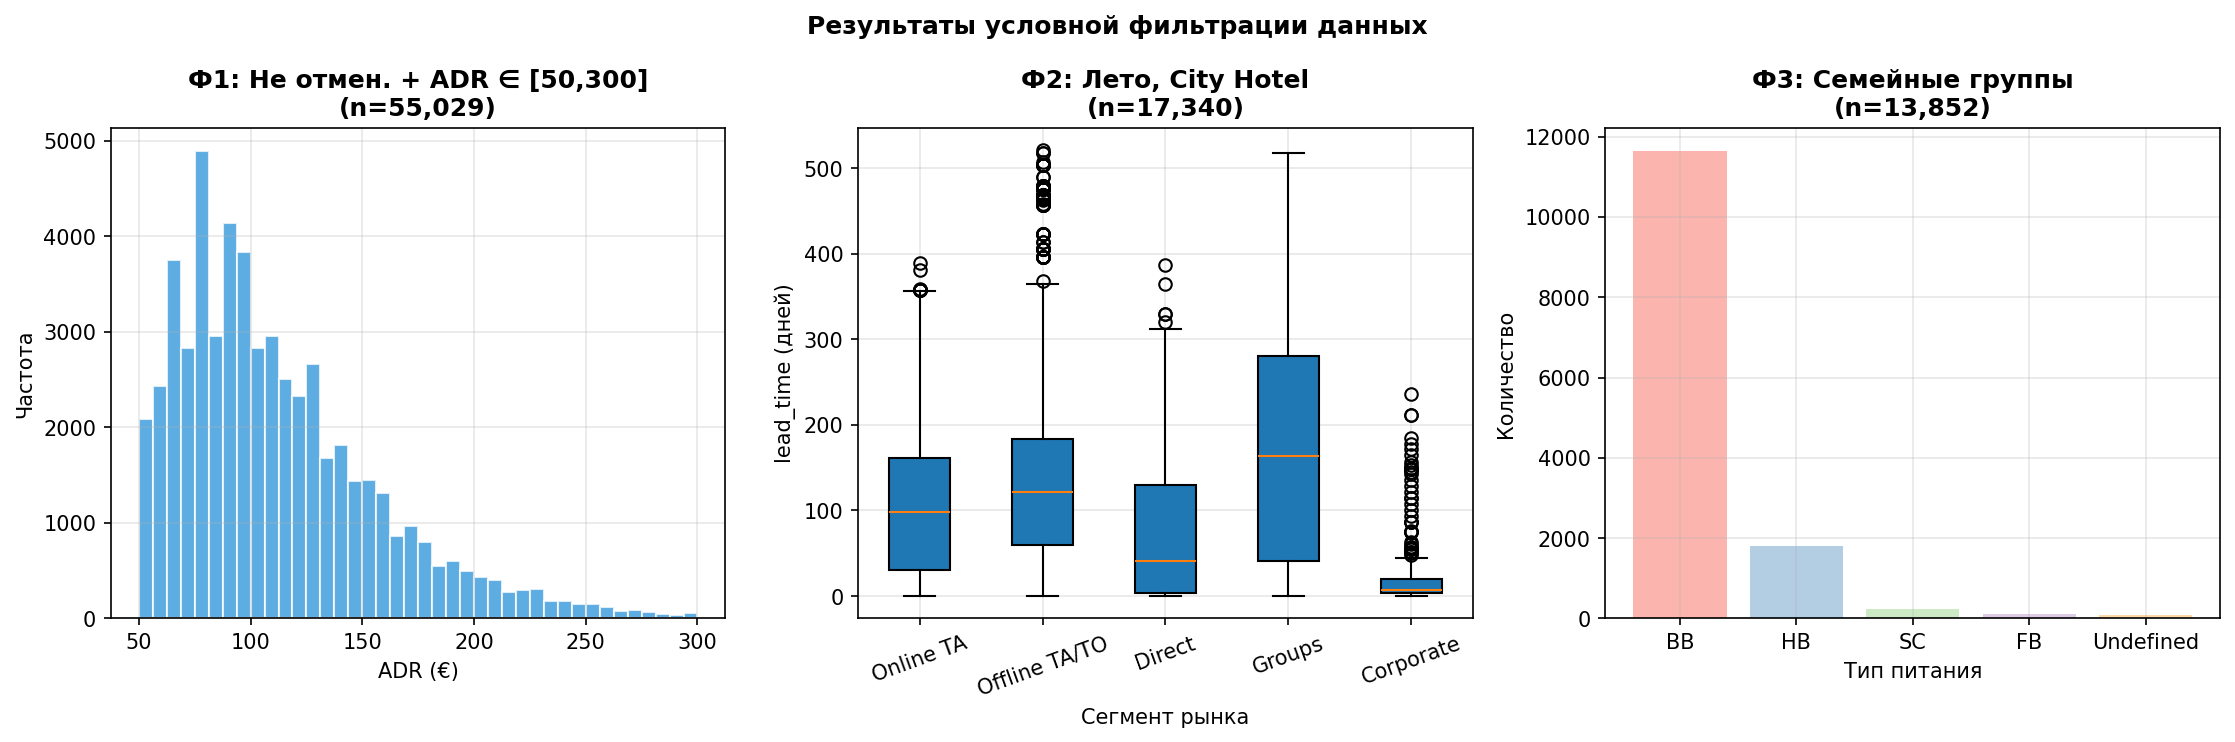 Результаты условной фильтрации данных
Ф1: Не отмен. + ADR ∈ [50,300]
(n=55,029)
5000
4000
3000
2000
1000
0
Частота
50 100 150 200 250 300
ADR (€)
Ф2: Лето, City Hotel
(n=17,340)
500
400
300
200
100
0
lead_time (дней)
Online TA Offline TA/TO Direct Groups Corporate
Сегмент рынка
Ф3: Семейные группы
(n=13,852)
12000
10000
8000
6000
4000
2000
0
Количество
BB HB SC FB Undefined
Тип питания